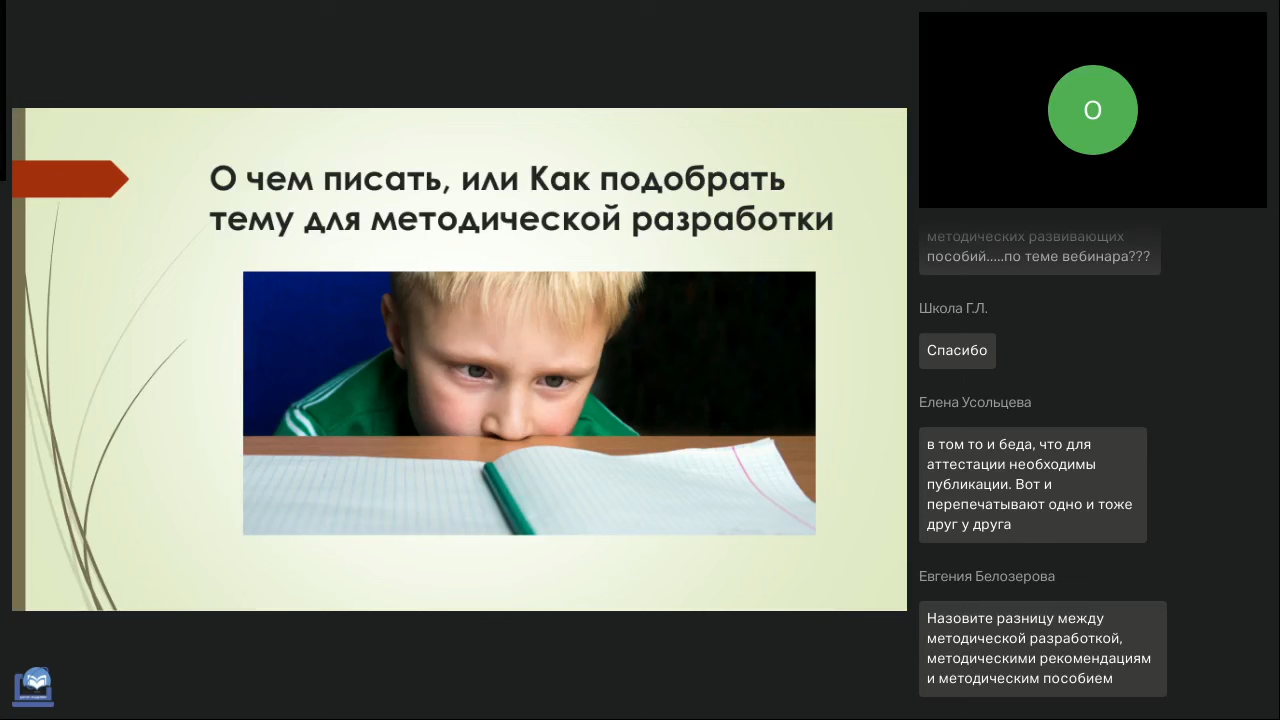 О чем писать, или Как подобрать
тему для методической разработки
О
методических развивающих
пособий.....по теме вебинара???
Школа Г.Л.
Спасибо
Елена Усольцева
в том то и беда, что для
аттестации необходимы
публикации. Вот и
перепечатывают одно и тоже
друг у друга
Евгения Белозерова
Назовите разницу между
методической разработкой,
методическими рекомендациям
и методическим пособием